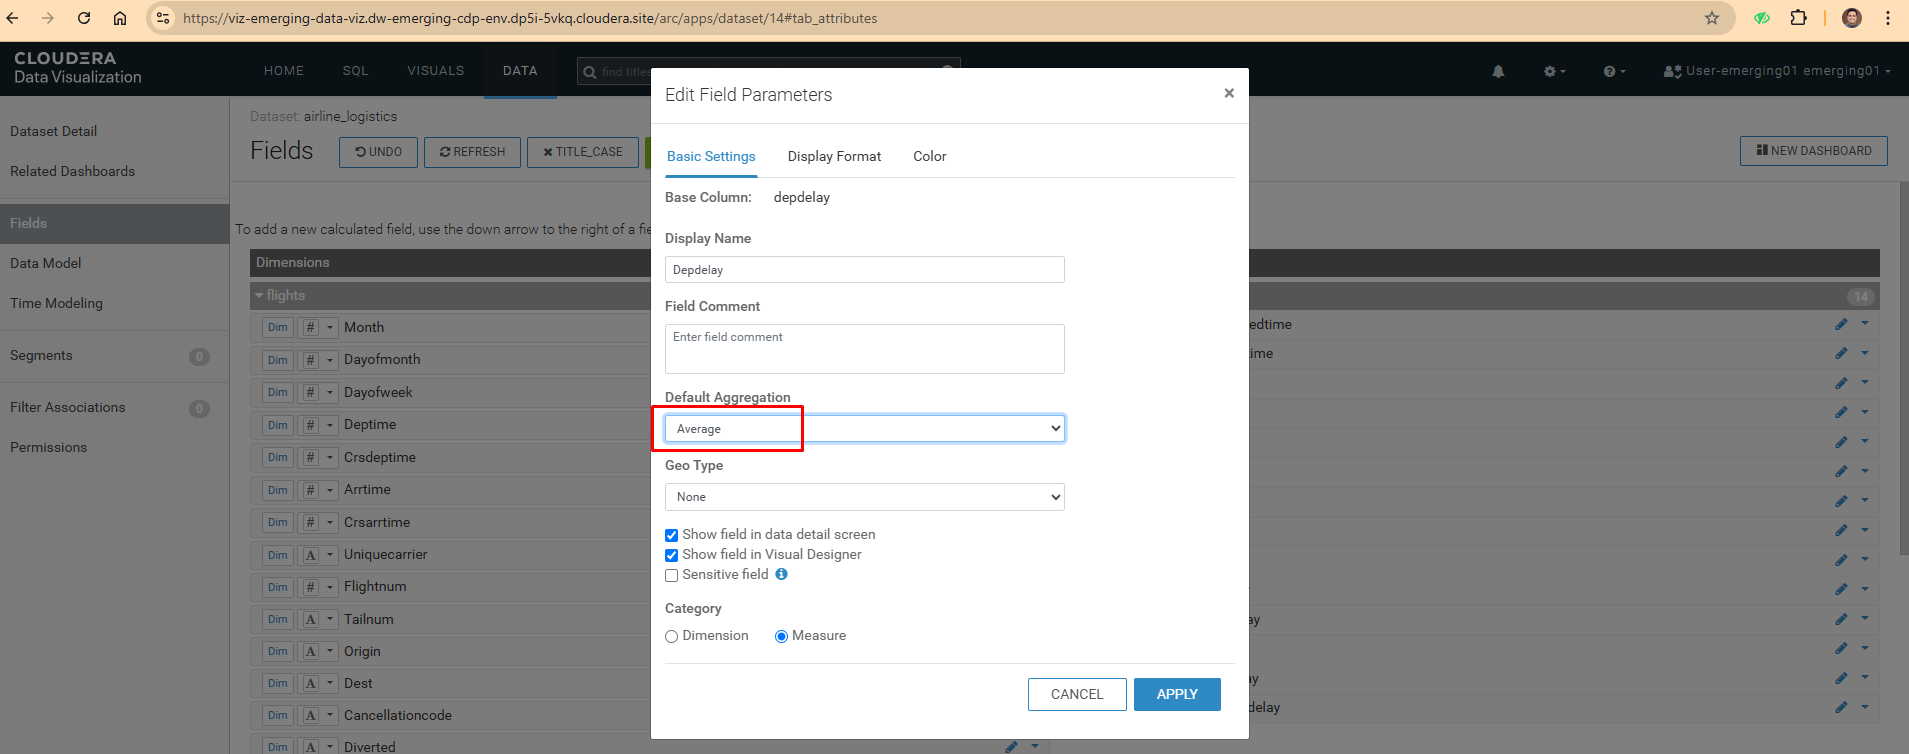 https://viz-emerging-data-viz.dw-emerging-cdp-env.dp5i-5vkq.cloudera.site/arc/apps/dataset/14#tab_attributes
CLOUDERA
Data Visualization
HOME
SQL
VISUALS
DATA
find titles
User-emerging01 emerging01
Dataset Detail
Related Dashboards
Fields
Data Model
Time Modeling
Segments 0
Filter Associations 0
Permissions
Dataset: airline_logistics
Fields
UNDO
REFRESH
TITLE_CASE
NEW DASHBOARD
To add a new calculated field, use the down arrow to the right of a fie
Dimensions
flights
14
Dim # Month
Dim # Dayofmonth
Dim # Dayofweek
Dim # Deptime
Dim # Crsdeptime
Dim # Arrtime
Dim # Crsarrtime
Dim A Uniquecarrier
Dim # Flightnum
Dim A Tailnum
Dim A Origin
Dim A Dest
Dim A Cancellationcode
Dim A Diverted
edtime
ime
ay
ay
delay
Edit Field Parameters
×
Basic Settings
Display Format
Color
Base Column: depdelay
Display Name
Depdelay
Field Comment
Enter field comment
Default Aggregation
Average
Geo Type
None
Show field in data detail screen
Show field in Visual Designer
Sensitive field
Category
Dimension
Measure
CANCEL
APPLY